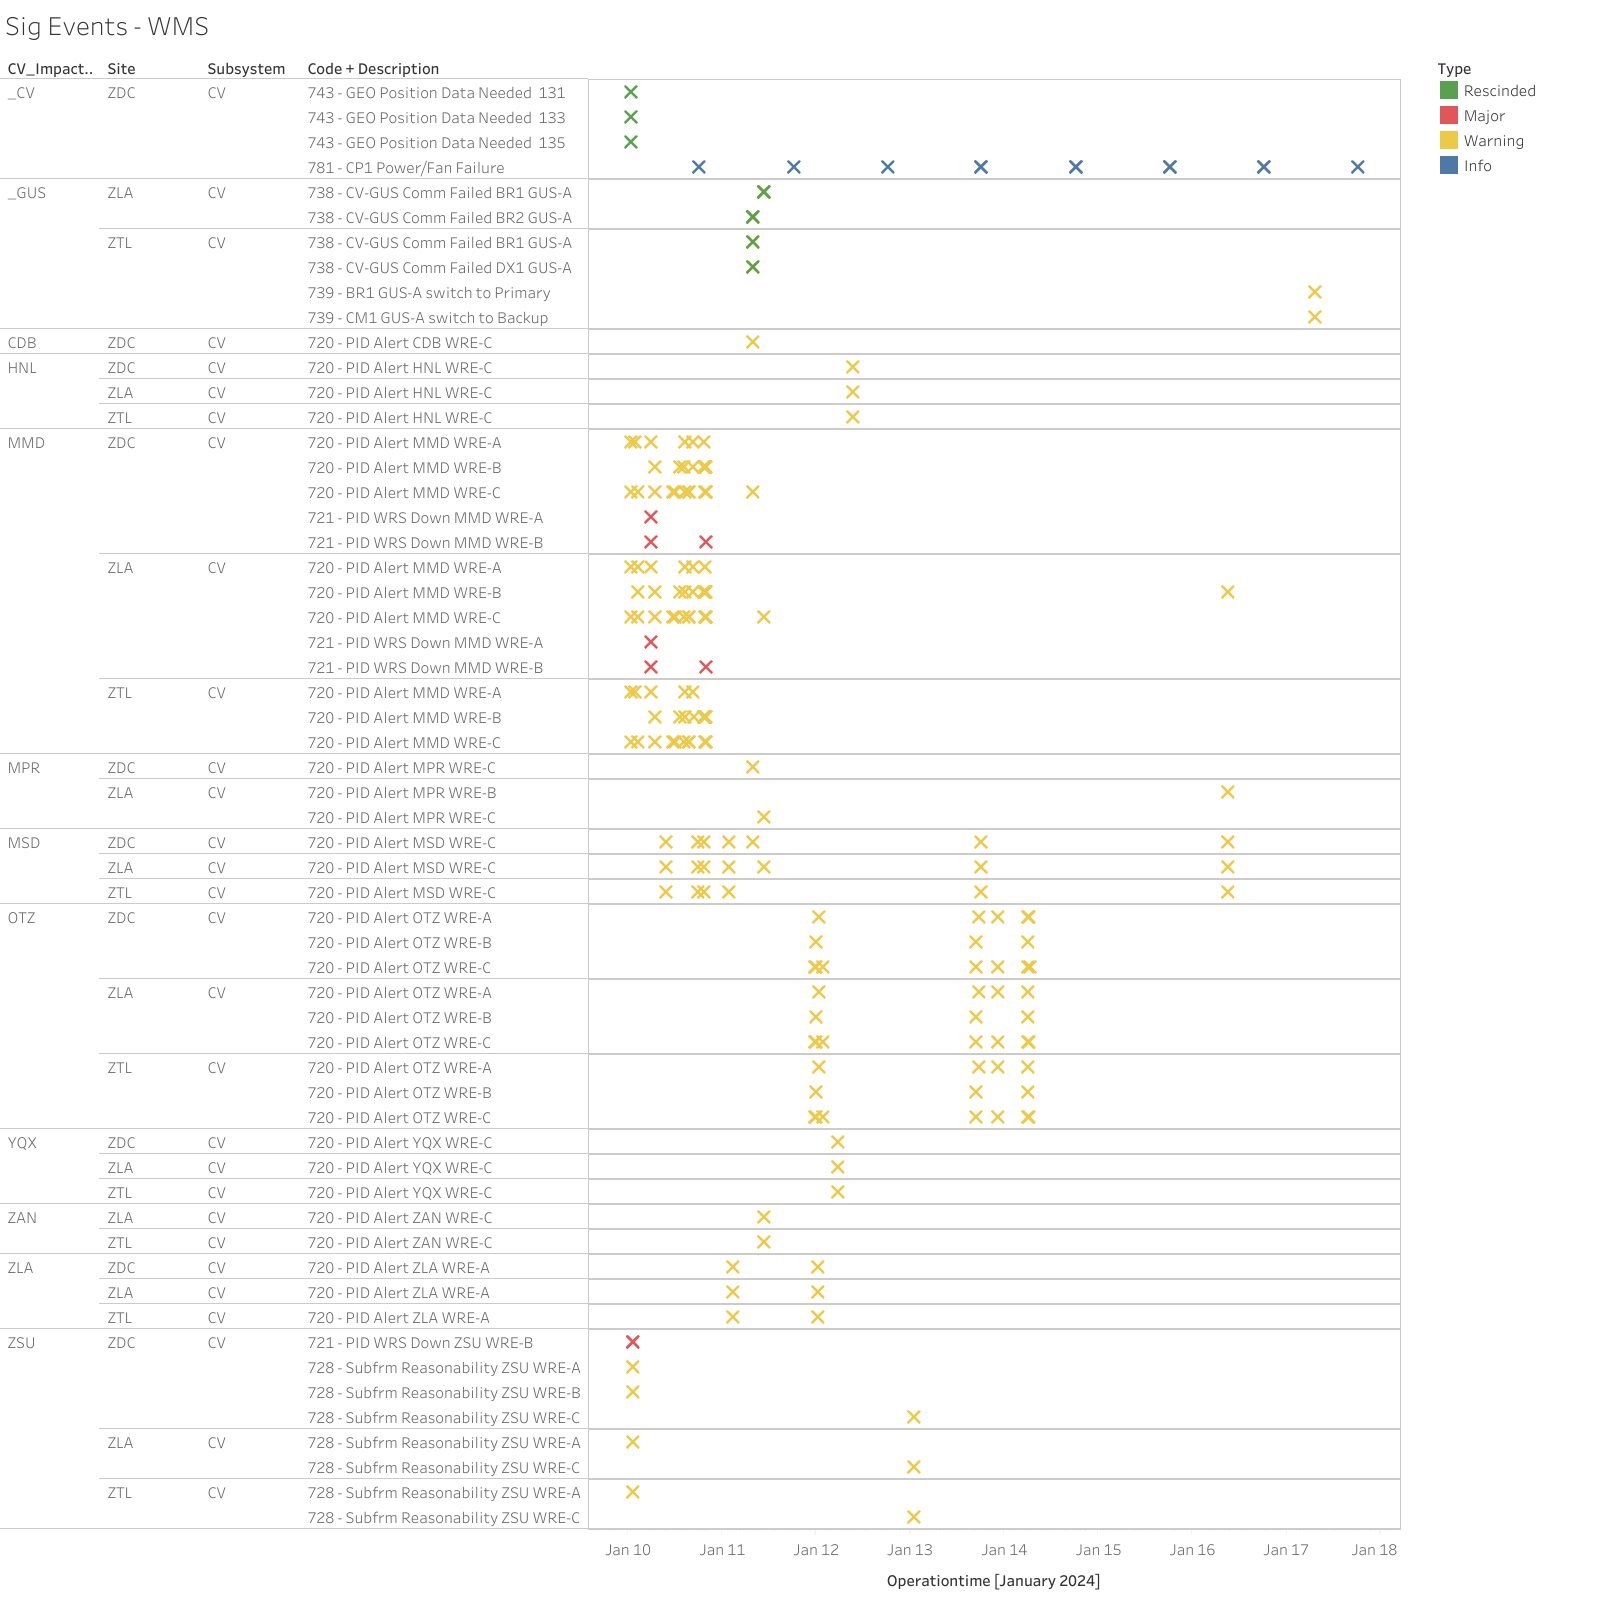 Sig Events - WMS
CV_Impact.. Site Subsystem Code + Description
Type
_CV ZDC CV 743 - GEO Position Data Needed 131
Rescinded
743 - GEO Position Data Needed 133
Major
743 - GEO Position Data Needed 135
Warning
781 - CP1 Power/Fan Failure
Info
_GUS ZLA CV 738 - CV-GUS Comm Failed BR1 GUS-A
738 - CV-GUS Comm Failed BR2 GUS-A
ZTL CV 738 - CV-GUS Comm Failed BR1 GUS-A
738 - CV-GUS Comm Failed DX1 GUS-A
739 - BR1 GUS-A switch to Primary
739 - CM1 GUS-A switch to Backup
CDB ZDC CV 720 - PID Alert CDB WRE-C
HNL ZDC CV 720 - PID Alert HNL WRE-C
ZLA CV 720 - PID Alert HNL WRE-C
ZTL CV 720 - PID Alert HNL WRE-C
MMD ZDC CV 720 - PID Alert MMD WRE-A
720 - PID Alert MMD WRE-B
720 - PID Alert MMD WRE-C
721 - PID WRS Down MMD WRE-A
721 - PID WRS Down MMD WRE-B
ZLA CV 720 - PID Alert MMD WRE-A
720 - PID Alert MMD WRE-B
720 - PID Alert MMD WRE-C
721 - PID WRS Down MMD WRE-A
721 - PID WRS Down MMD WRE-B
ZTL CV 720 - PID Alert MMD WRE-A
720 - PID Alert MMD WRE-B
720 - PID Alert MMD WRE-C
MPR ZDC CV 720 - PID Alert MPR WRE-C
ZLA CV 720 - PID Alert MPR WRE-B
720 - PID Alert MPR WRE-C
MSD ZDC CV 720 - PID Alert MSD WRE-C
ZLA CV 720 - PID Alert MSD WRE-C
ZTL CV 720 - PID Alert MSD WRE-C
OTZ ZDC CV 720 - PID Alert OTZ WRE-A
720 - PID Alert OTZ WRE-B
720 - PID Alert OTZ WRE-C
ZLA CV 720 - PID Alert OTZ WRE-A
720 - PID Alert OTZ WRE-B
720 - PID Alert OTZ WRE-C
ZTL CV 720 - PID Alert OTZ WRE-A
720 - PID Alert OTZ WRE-B
720 - PID Alert OTZ WRE-C
YQX ZDC CV 720 - PID Alert YQX WRE-C
ZLA CV 720 - PID Alert YQX WRE-C
ZTL CV 720 - PID Alert YQX WRE-C
ZAN ZLA CV 720 - PID Alert ZAN WRE-C
ZTL CV 720 - PID Alert ZAN WRE-C
ZLA ZDC CV 720 - PID Alert ZLA WRE-A
ZLA CV 720 - PID Alert ZLA WRE-A
ZTL CV 720 - PID Alert ZLA WRE-A
ZSU ZDC CV 721 - PID WRS Down ZSU WRE-B
728 - Subfrm Reasonability ZSU WRE-A
728 - Subfrm Reasonability ZSU WRE-B
728 - Subfrm Reasonability ZSU WRE-C
ZLA CV 728 - Subfrm Reasonability ZSU WRE-A
728 - Subfrm Reasonability ZSU WRE-C
ZTL CV 728 - Subfrm Reasonability ZSU WRE-A
728 - Subfrm Reasonability ZSU WRE-C
Jan 10 Jan 11 Jan 12 Jan 13 Jan 14 Jan 15 Jan 16 Jan 17 Jan 18
Operationtime [January 2024]